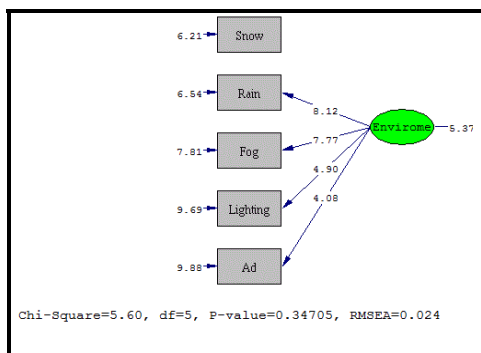 6.21 Snow
6.54 Rain
8.12
Envirome 5.37
7.77
7.81 Fog
4.90
4.08
9.69 Lighting
9.88 Ad
Chi-Square=5.60, df=5, P-value=0.34705, RMSEA=0.024